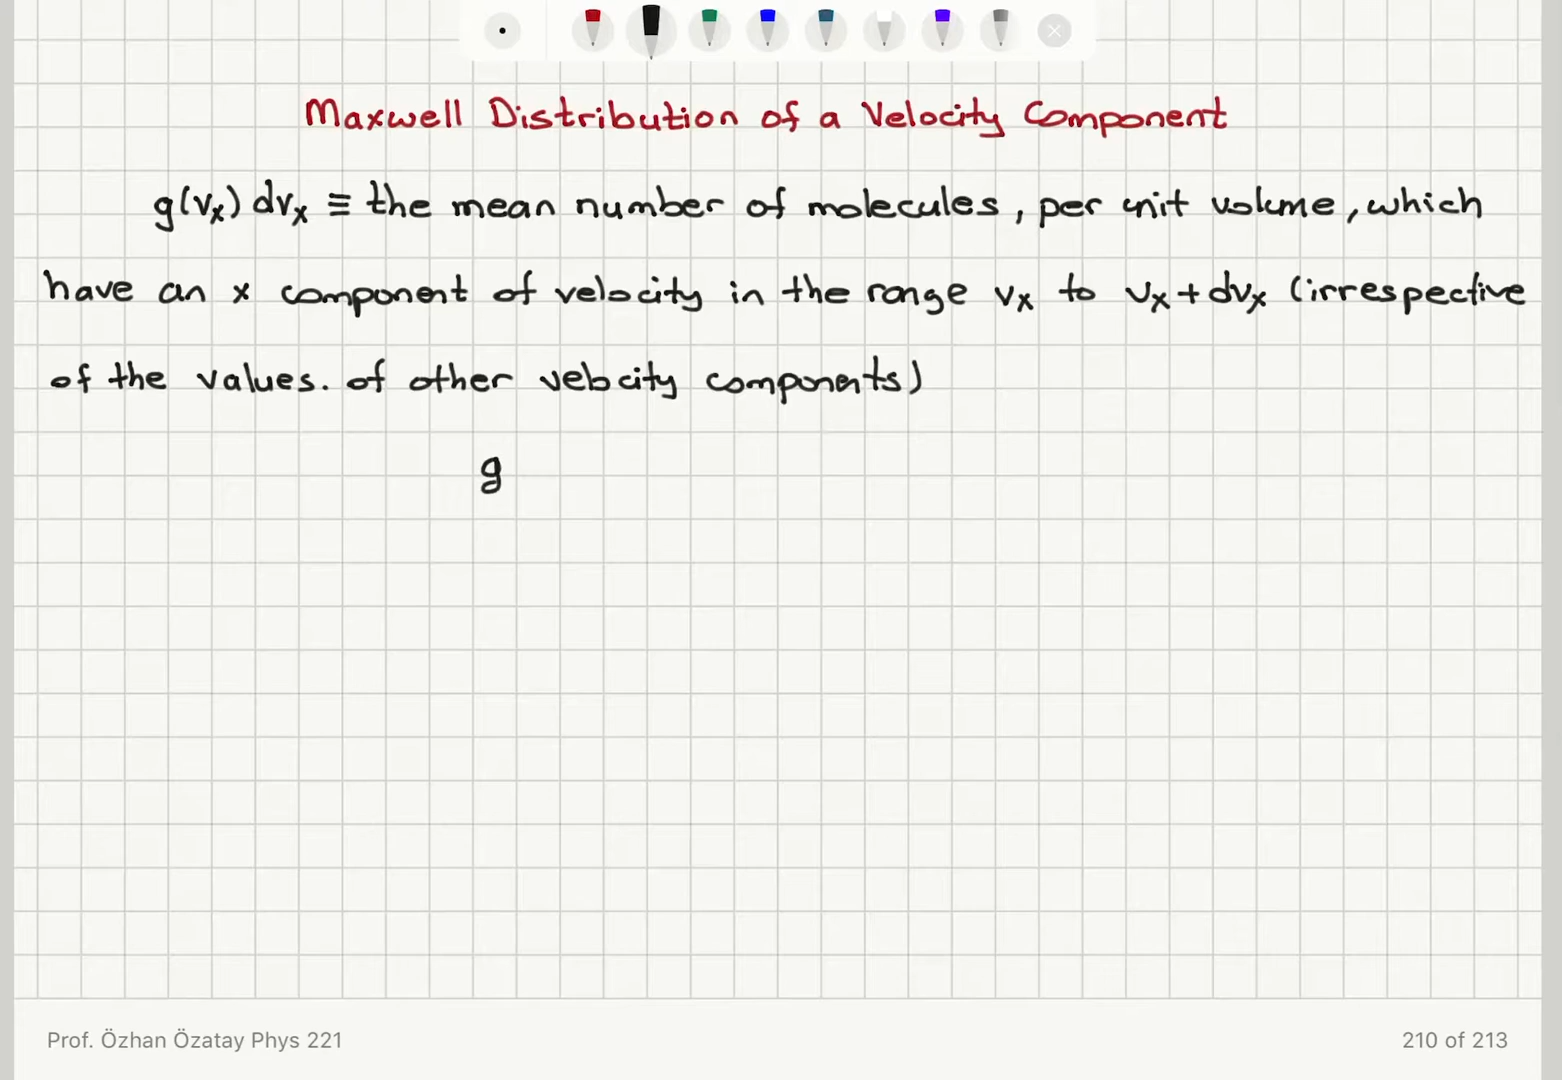 Maxwell Distribution of a Velocity Component
g(vₓ) dvₓ ≡ the mean number of molecules, per unit volume, which
have an x component of velocity in the range vₓ to vₓ+dvₓ (irrespective
of the values. of other velocity components)
g
Prof. Özhan Özatay Phys 221
210 of 213